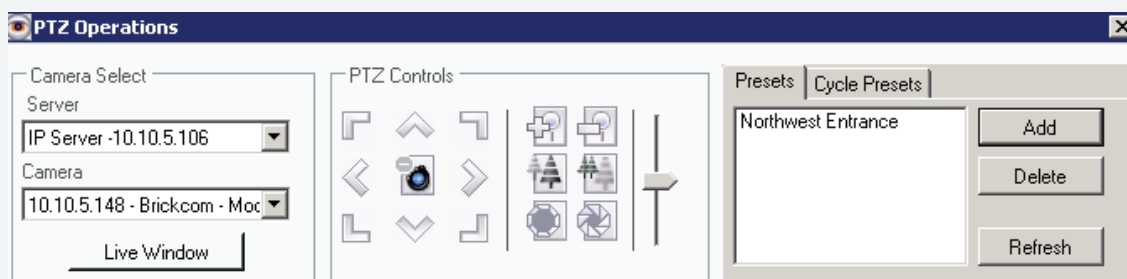 PTZ Operations
Camera Select
Server
IP Server -10.10.5.106
Camera
10.10.5.148 - Brickcom - Moc
Live Window
PTZ Controls
Presets
Cycle Presets
Northwest Entrance
Add
Delete
Refresh